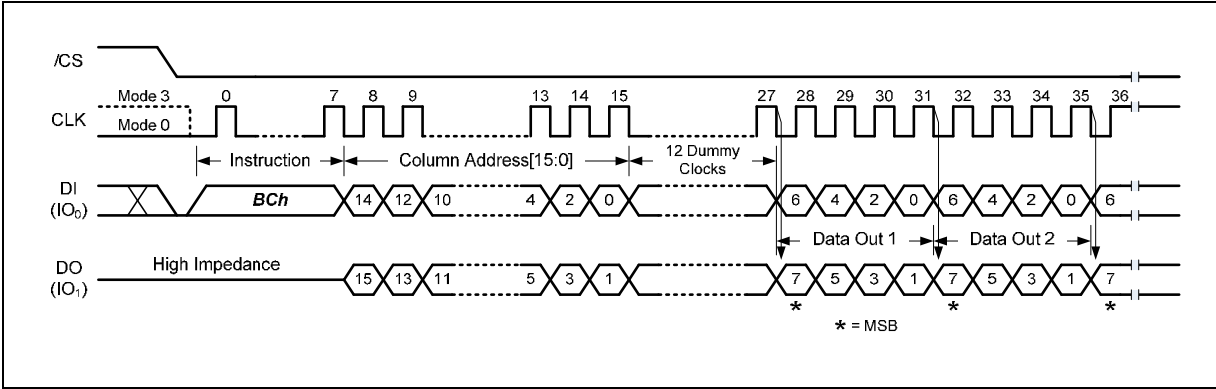 /CS
Mode 3 0 7 8 9 13 14 15 27 28 29 30 31 32 33 34 35 36
CLK
Mode 0
Instruction Column Address[15:0] 12 Dummy Clocks
DI
(IO0) BCh 14 12 10 4 2 0 6 4 2 0 6 4 2 0 6
Data Out 1 Data Out 2
DO High Impedance
(IO1) 15 13 11 5 3 1 7 5 3 1 7 5 3 1 7
* * *
* = MSB